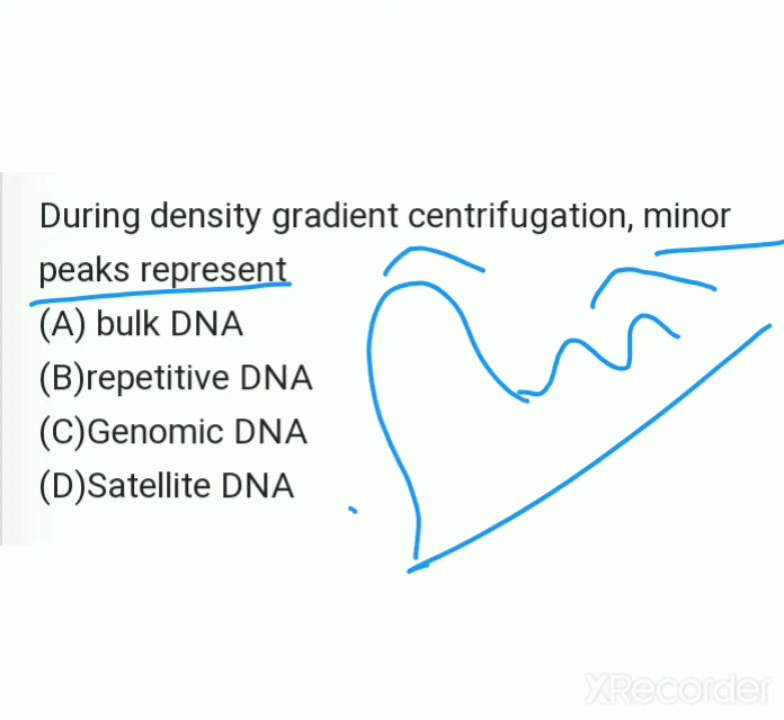 During density gradient centrifugation, minor
peaks represent
(A) bulk DNA
(B)repetitive DNA
(C)Genomic DNA
(D)Satellite DNA
XRecorder